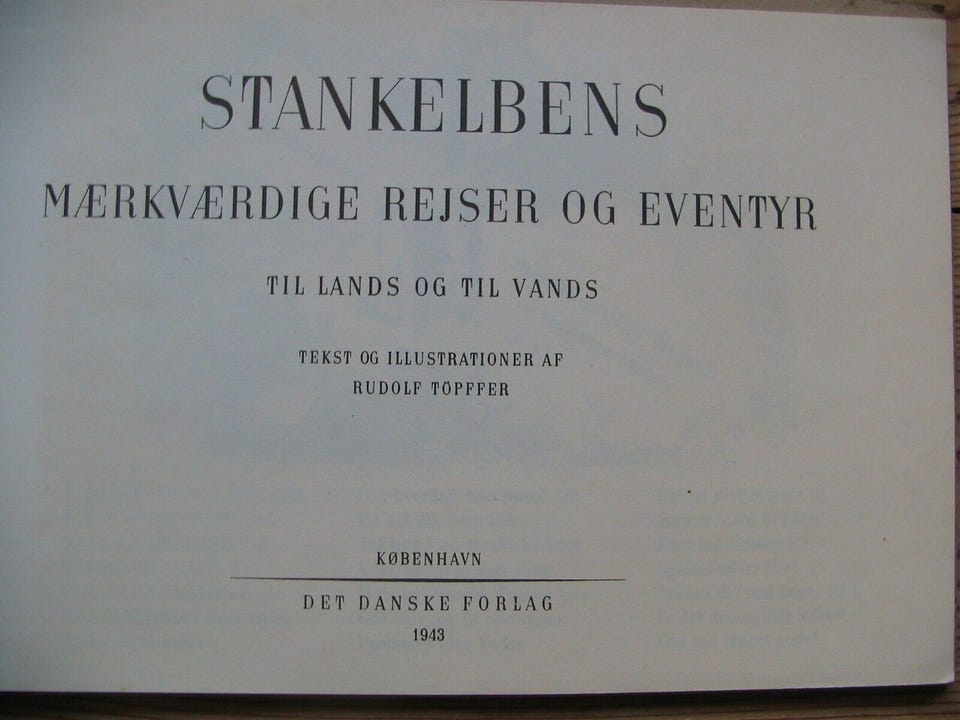 STANKELBENS
MÆRKVÆRDIGE REJSER OG EVENTYR
TIL LANDS OG TIL VANDS
TEKST OG ILLUSTRATIONER AF
RUDOLF TÖPFFER
KØBENHAVN
DET DANSKE FORLAG
1943